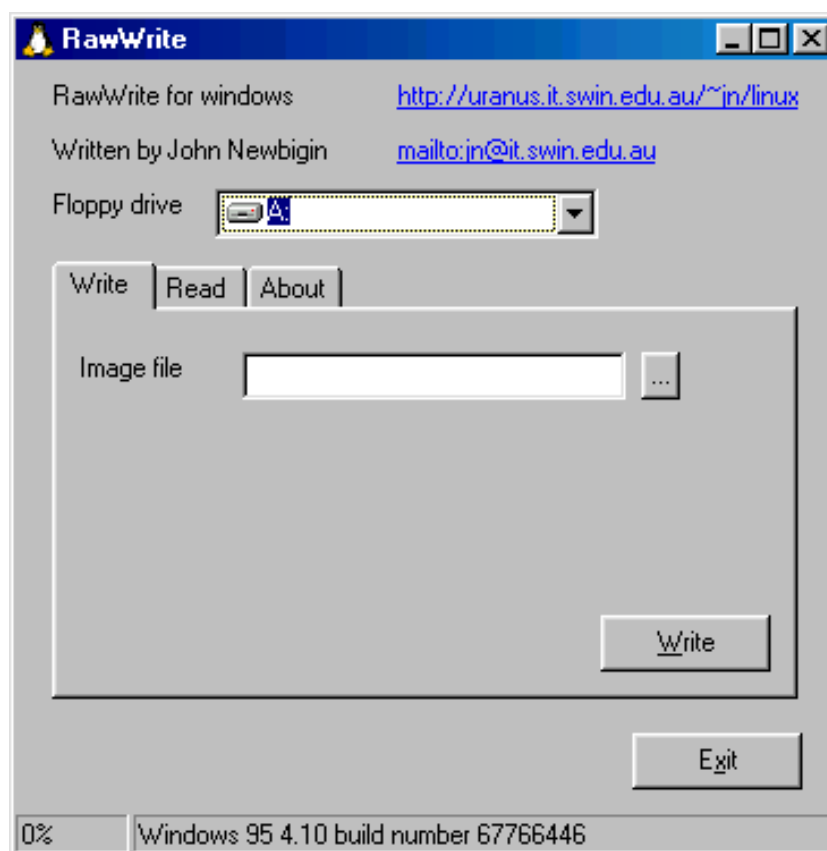 RawWrite
RawWrite for windows http://uranus.it.swin.edu.au/~jn/linux
Written by John Newbigin mailto:jn@it.swin.edu.au
Floppy drive A:
Write Read About
Image file ...
Write
Exit
0% Windows 95 4.10 build number 67766446